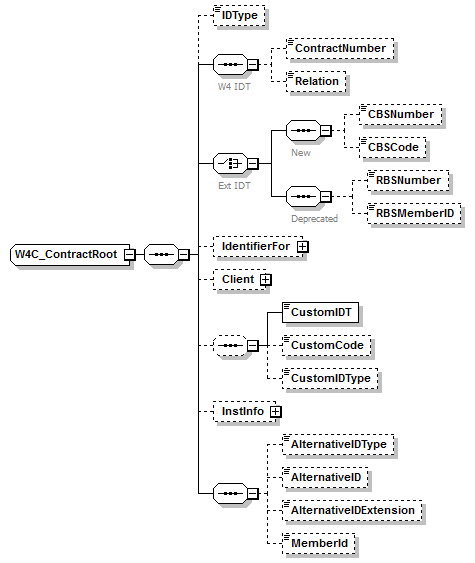 IDType
ContractNumber
Relation
W4 IDT
CBSNumber
CBSCode
New
Ext IDT
RBSNumber
RBSMemberID
Deprecated
W4C_ContractRoot
IdentifierFor
Client
CustomIDT
CustomCode
CustomIDType
InstInfo
AlternativeIDType
AlternativeID
AlternativeIDExtension
MemberId